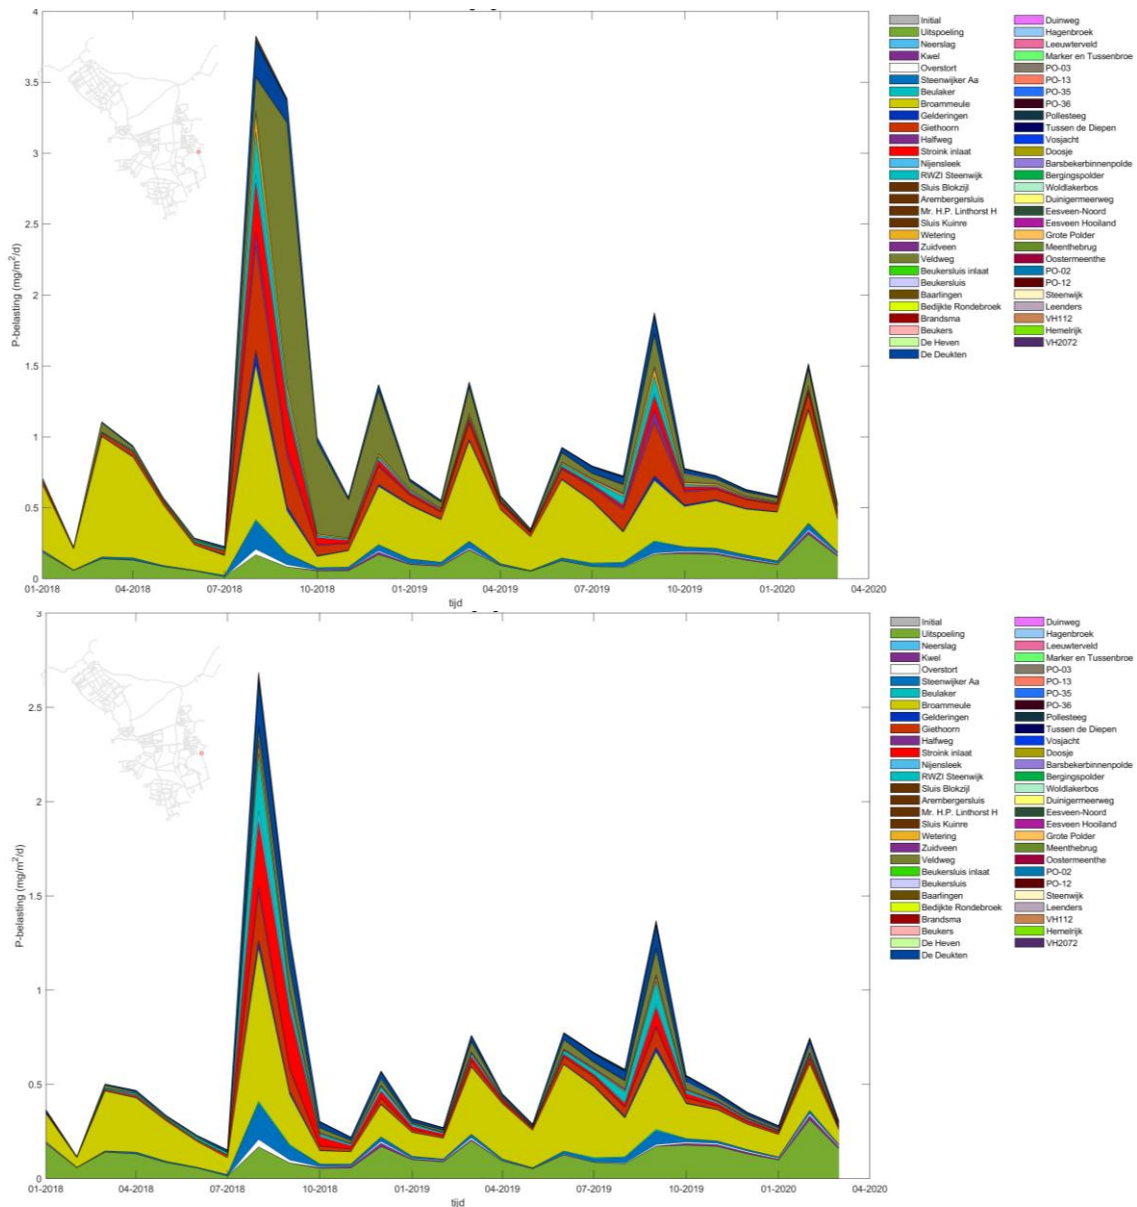 4
3.5
3
2.5
2
1.5
1
0.5
0
P-belasting (mg/m²/d)
01-2018 04-2018 07-2018 10-2018 01-2019 04-2019 07-2019 10-2019 01-2020 04-2020
tijd
Initial
Uitspoeling
Neerslag
Kwel
Overstort
Steenwijker Aa
Beulaker
Broammeule
Gelderingen
Giethoorn
Halfweg
Stroink inlaat
Nijensleek
RWZI Steenwijk
Sluis Blokzijl
Arembergersluis
Mr. H.P. Linthorst H
Sluis Kuinre
Wetering
Zuidveen
Veldweg
Beukersluis inlaat
Beukersluis
Baarlingen
Bedijkte Rondebroek
Brandsma
Beukers
De Heven
De Deukten
Duinweg
Hagenbroek
Leeuwterveld
Marker en Tussenbroe
PO-03
PO-13
PO-35
PO-36
Pollesteeg
Tussen de Diepen
Vosjacht
Doosje
Barsbekerbinnenpolde
Bergingspolder
Woldlakerbos
Duinigermeerweg
Eesveen-Noord
Eesveen Hooiland
Grote Polder
Meenthebrug
Oostermeenthe
PO-02
PO-12
Steenwijk
Leenders
VH112
Hemelrijk
VH2072
3
2.5
2
1.5
1
0.5
0
P-belasting (mg/m²/d)
01-2018 04-2018 07-2018 10-2018 01-2019 04-2019 07-2019 10-2019 01-2020 04-2020
tijd
Initial
Uitspoeling
Neerslag
Kwel
Overstort
Steenwijker Aa
Beulaker
Broammeule
Gelderingen
Giethoorn
Halfweg
Stroink inlaat
Nijensleek
RWZI Steenwijk
Sluis Blokzijl
Arembergersluis
Mr. H.P. Linthorst H
Sluis Kuinre
Wetering
Zuidveen
Veldweg
Beukersluis inlaat
Beukersluis
Baarlingen
Bedijkte Rondebroek
Brandsma
Beukers
De Heven
De Deukten
Duinweg
Hagenbroek
Leeuwterveld
Marker en Tussenbroe
PO-03
PO-13
PO-35
PO-36
Pollesteeg
Tussen de Diepen
Vosjacht
Doosje
Barsbekerbinnenpolde
Bergingspolder
Woldlakerbos
Duinigermeerweg
Eesveen-Noord
Eesveen Hooiland
Grote Polder
Meenthebrug
Oostermeenthe
PO-02
PO-12
Steenwijk
Leenders
VH112
Hemelrijk
VH2072